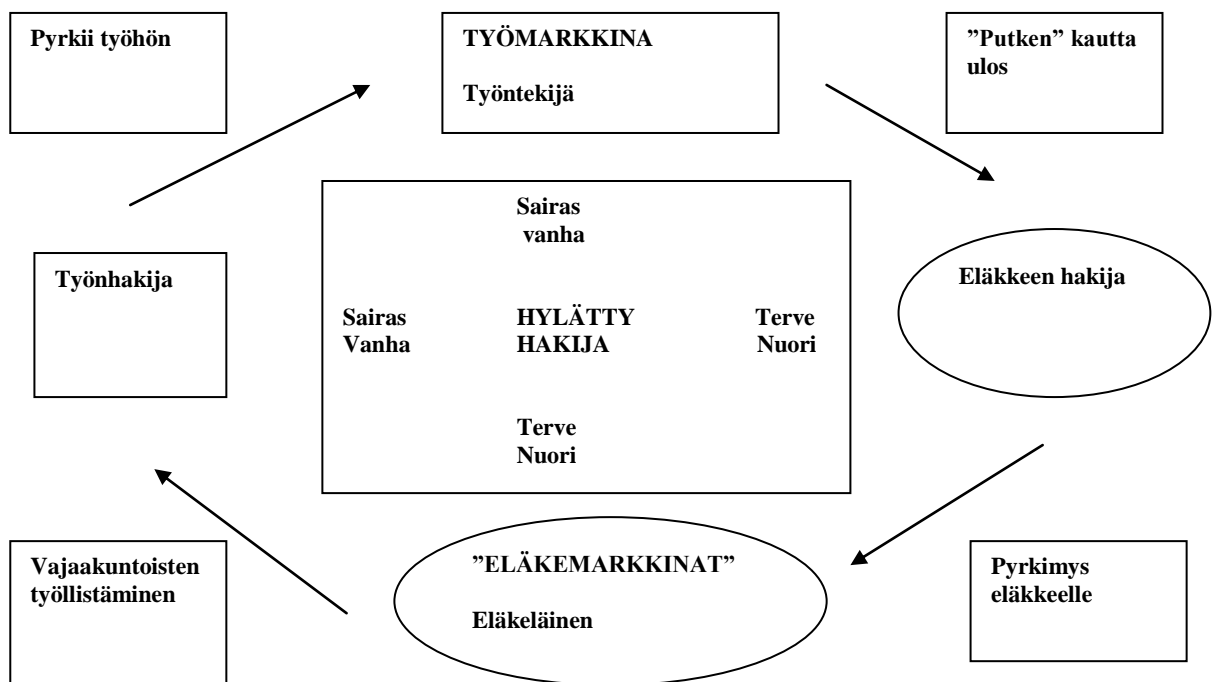 Pyrkii työhön
TYÖMARKKINA
Työntekijä
”Putken” kautta
ulos
Työnhakija
Sairas
vanha
Sairas
Vanha
HYLÄTTY
HAKIJA
Terve
Nuori
Terve
Nuori
Eläkkeen hakija
Vajaakuntoisten
työllistäminen
”ELÄKEMARKKINAT”
Eläkeläinen
Pyrkimys
eläkkeelle